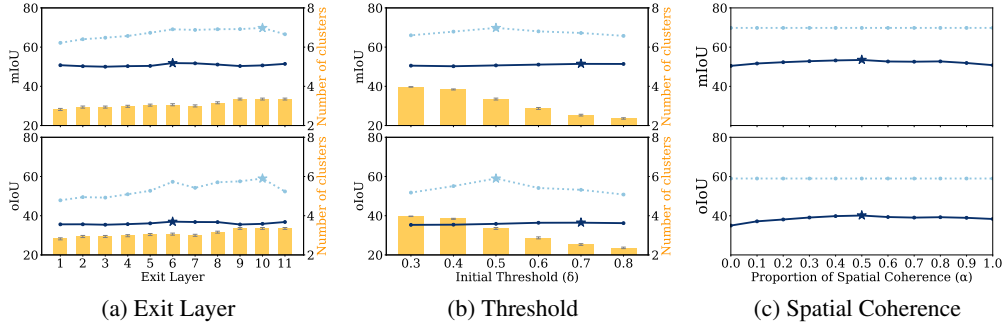 80
60
40
20
mIoU
8
6
4
2
Number of clusters
80
60
40
20
mIoU
8
6
4
2
Number of clusters
80
60
40
20
mIoU
80
60
40
20
oIoU
8
6
4
2
Number of clusters
1 2 3 4 5 6 7 8 9 10 11
Exit Layer
80
60
40
20
oIoU
8
6
4
2
Number of clusters
0.3 0.4 0.5 0.6 0.7 0.8
Initial Threshold (δ)
80
60
40
20
oIoU
0.0 0.1 0.2 0.3 0.4 0.5 0.6 0.7 0.8 0.9 1.0
Proportion of Spatial Coherence (α)
(a) Exit Layer
(b) Threshold
(c) Spatial Coherence